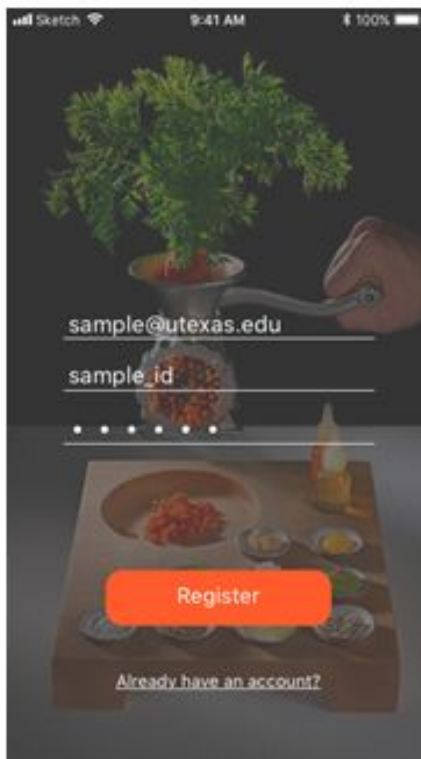 Sketch 9:41 AM 100%
sample@utexas.edu
sample_id
Register
Already have an account?